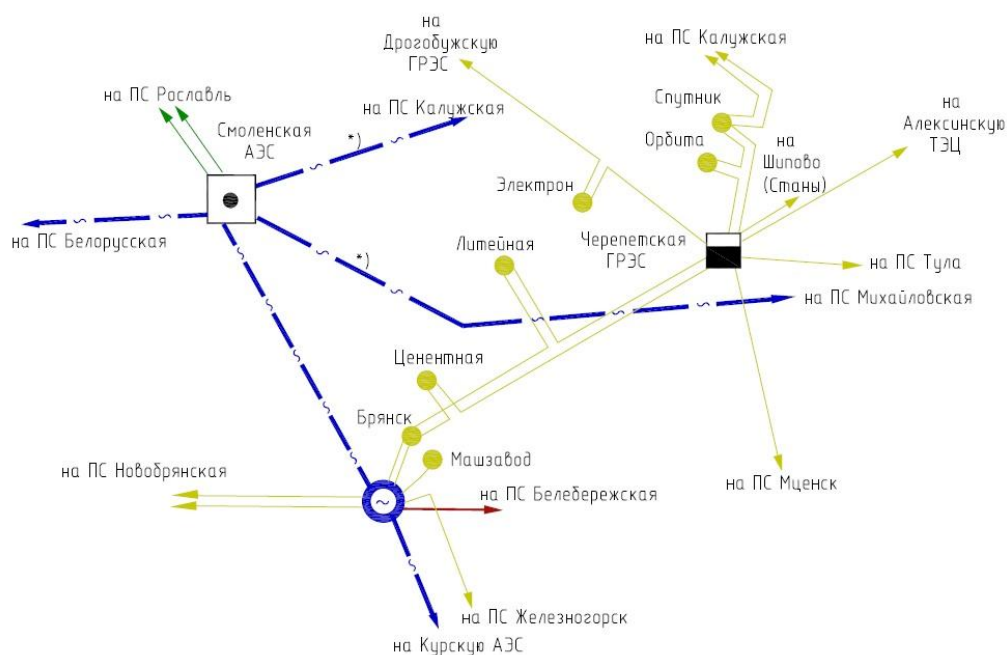 на
Дрогобужскую
ГРЭС
на ПС Калужская
на ПС Рославль
на ПС Калужская
Спутник
на
Алексинскую
ТЭЦ
Смоленская
АЭС
*)
Орбита
на
Шипово
(Станы)
Электрон
на ПС Белорусская
Литейная
Черепетская
ГРЭС
*)
на ПС Тула
на ПС Михайловская
Ценентная
Брянск
Машзавод
на ПС Новобрянская
на ПС Мценск
на ПС Белебережская
на ПС Железногорск
на Курскую АЭС